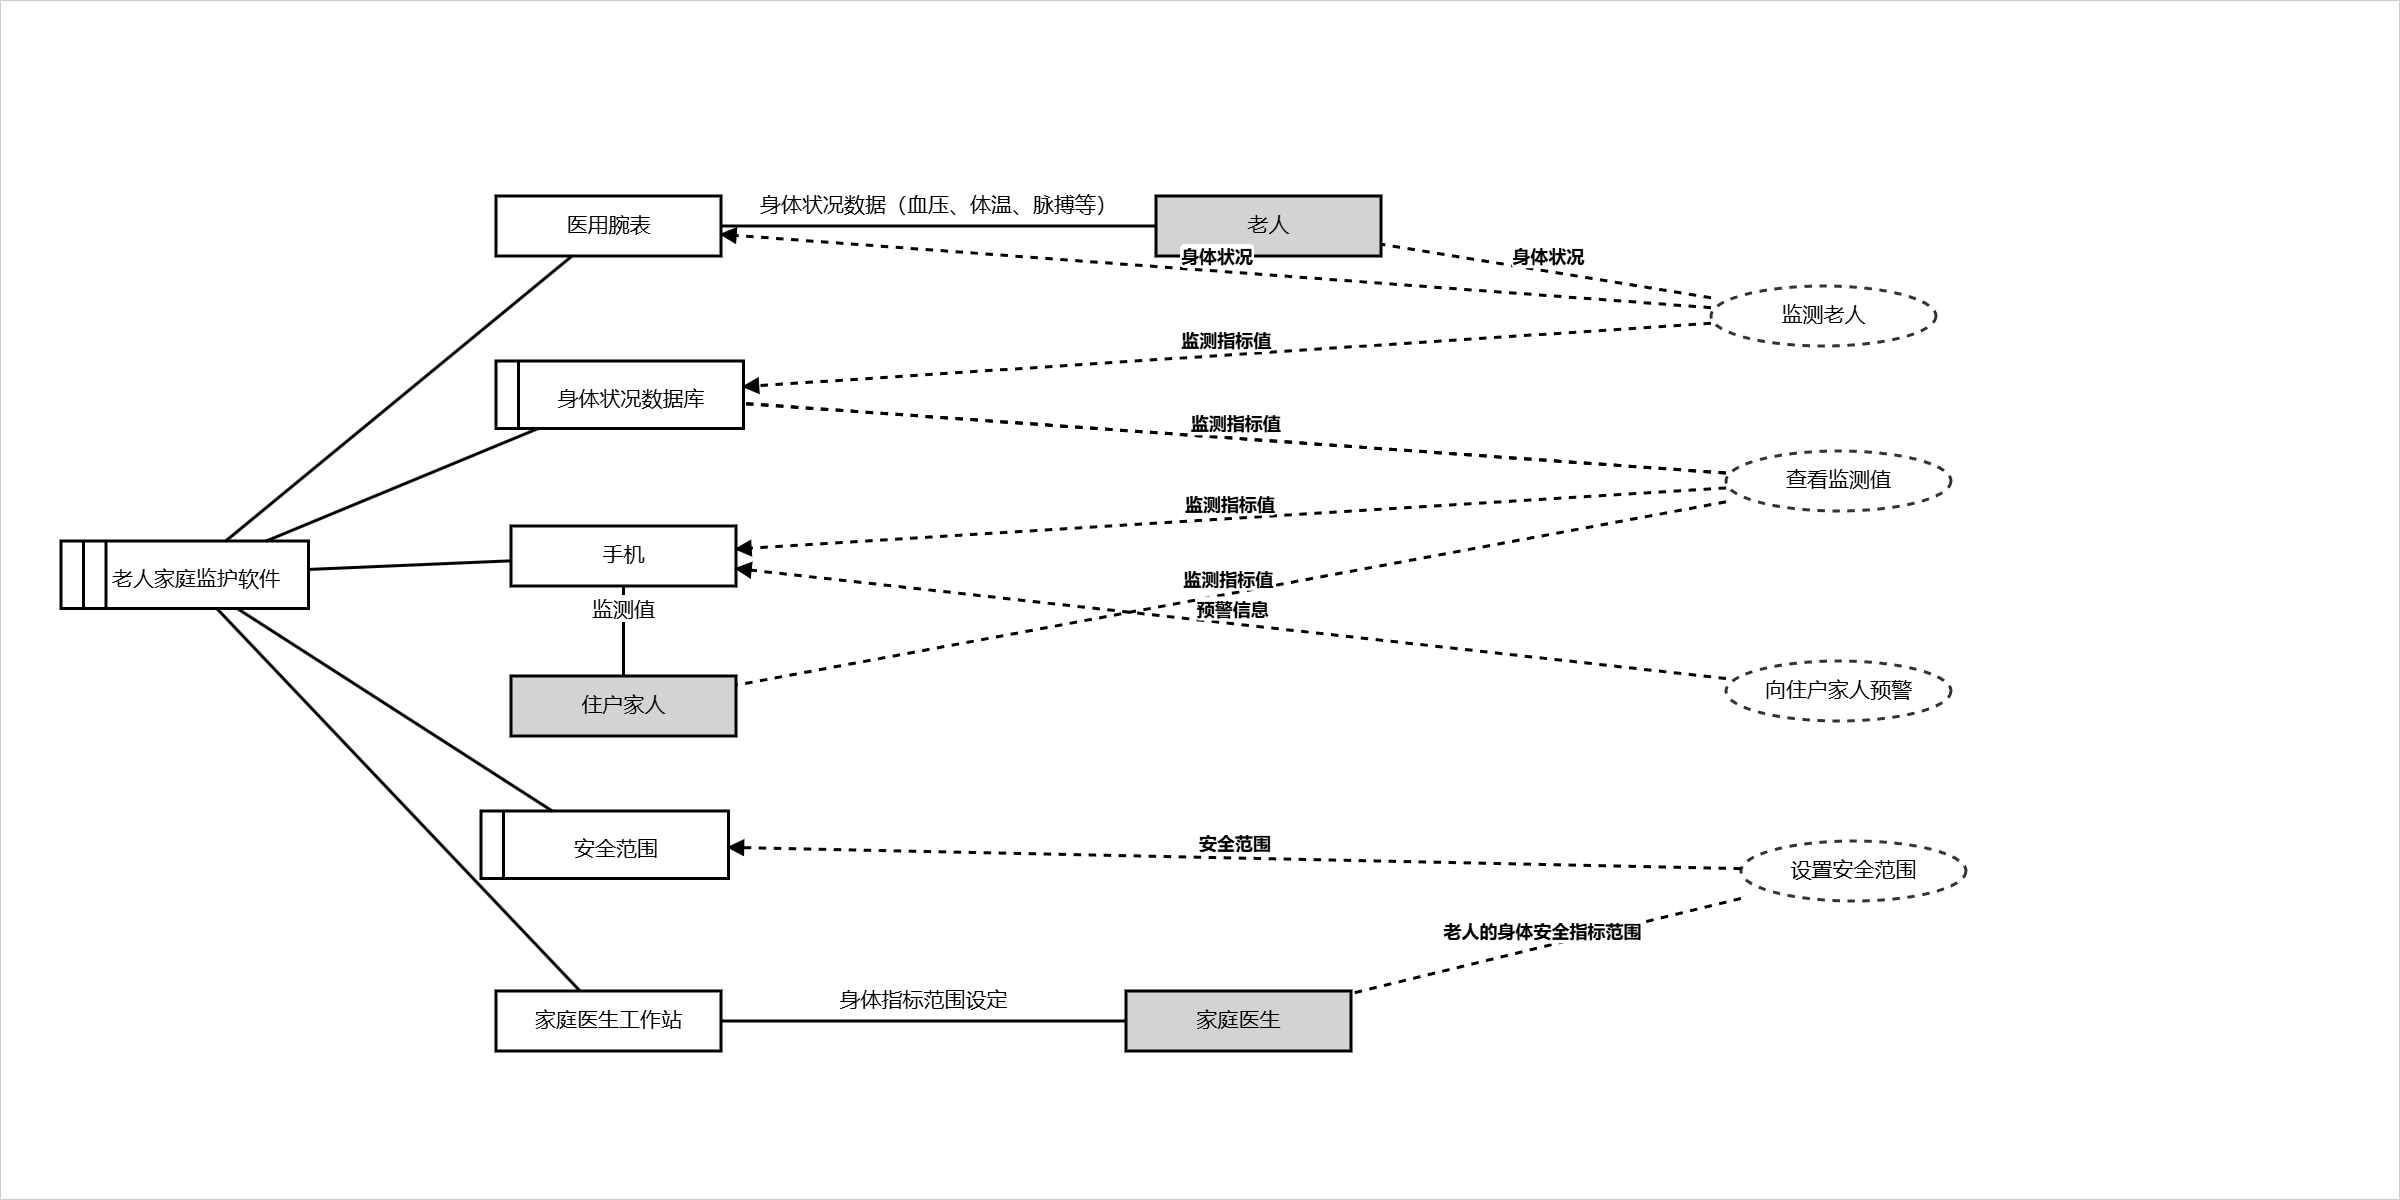 身体状况数据（血压、体温、脉搏等）
医用腕表
老人
身体状况
身体状况
监测老人
监测指标值
身体状况数据库
监测指标值
查看监测值
监测指标值
手机
老人家庭监护软件
监测指标值
监测值
预警信息
住户家人
向住户家人预警
安全范围
安全范围
设置安全范围
老人的身体安全指标范围
身体指标范围设定
家庭医生工作站
家庭医生